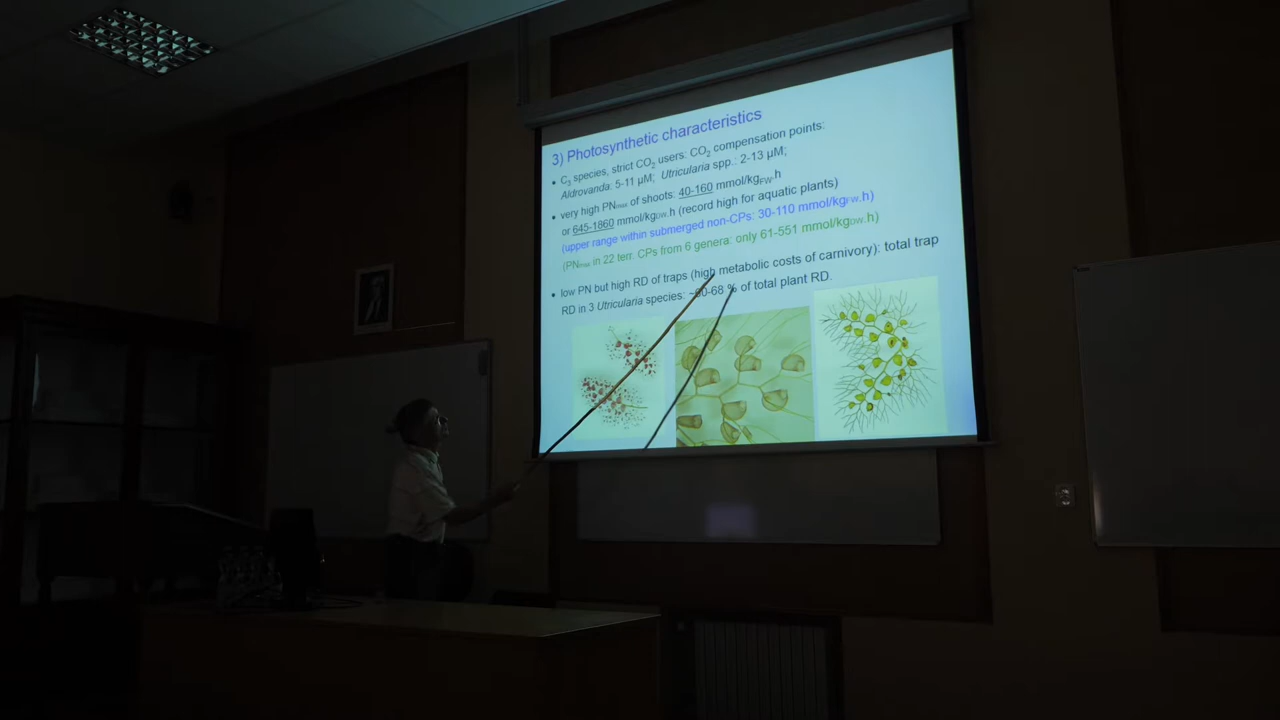 3) Photosynthetic characteristics
• C₃ species, strict CO₂ users: CO₂ compensation points:
Aldrovanda: 5-11 µM; Utricularia spp.: 2-13 µM;
• very high PNmax of shoots: 40-160 mmol/kgFW.h
or 645-1860 mmol/kgDW.h (record high for aquatic plants)
(upper range within submerged non-CPs: 30-110 mmol/kgFW.h)
(PNmax in 22 terr. CPs from 6 genera: only 61-551 mmol/kgDW.h)
• low PN but high RD of traps (high metabolic costs of carnivory): total trap
RD in 3 Utricularia species: ~60-68 % of total plant RD.